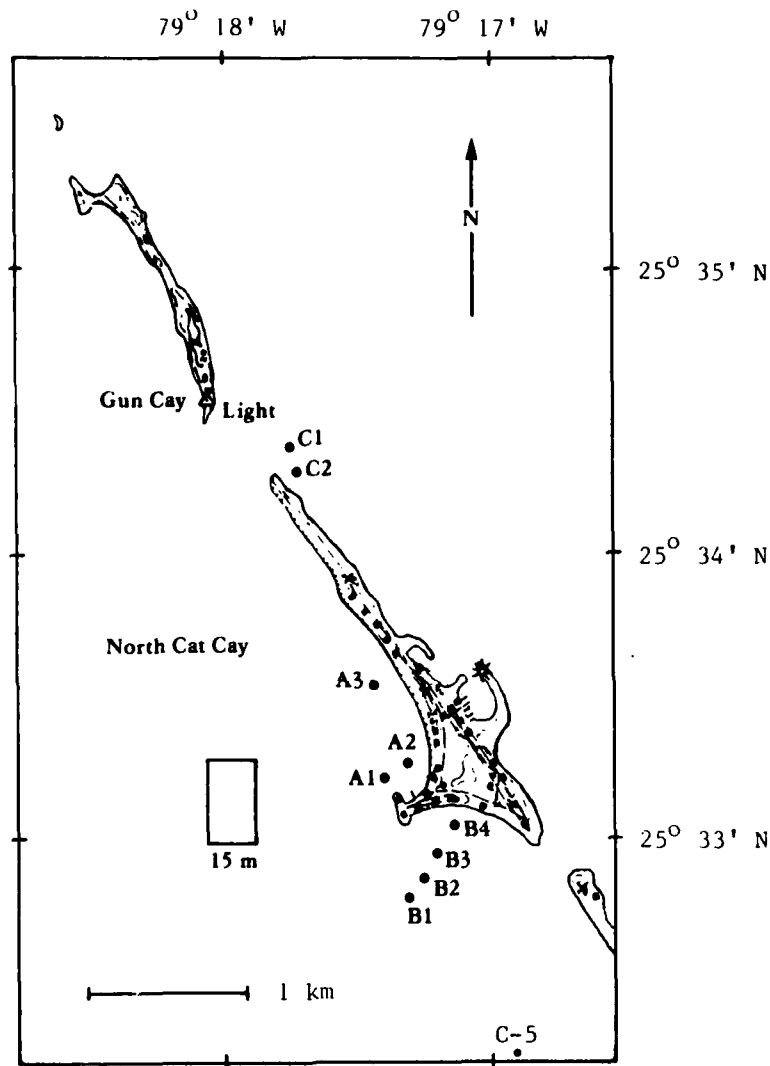 79° 18' W 79° 17' W
N
25° 35' N
Gun Cay Light
C1
C2
25° 34' N
North Cat Cay
A3
A2
A1
15 m
B4
25° 33' N
B3
B2
B1
1 km
C-5